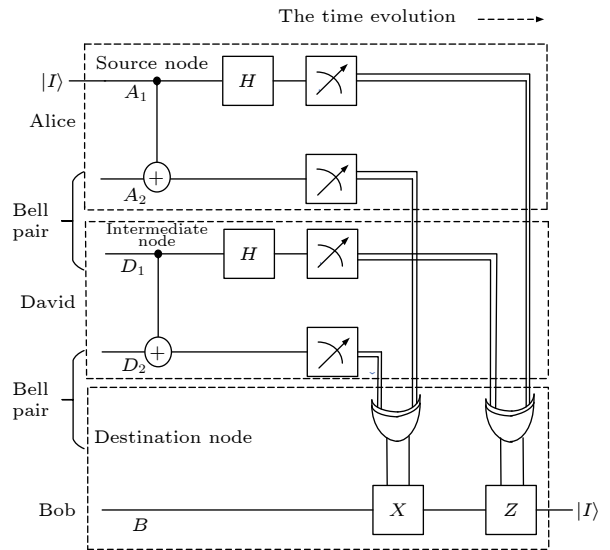 The time evolution
Source node
|I⟩
A₁
H
Alice
A₂
+
Bell
pair
Intermediate
node
D₁
H
David
D₂
+
Bell
pair
Destination node
Bob
B
X
Z
|I⟩